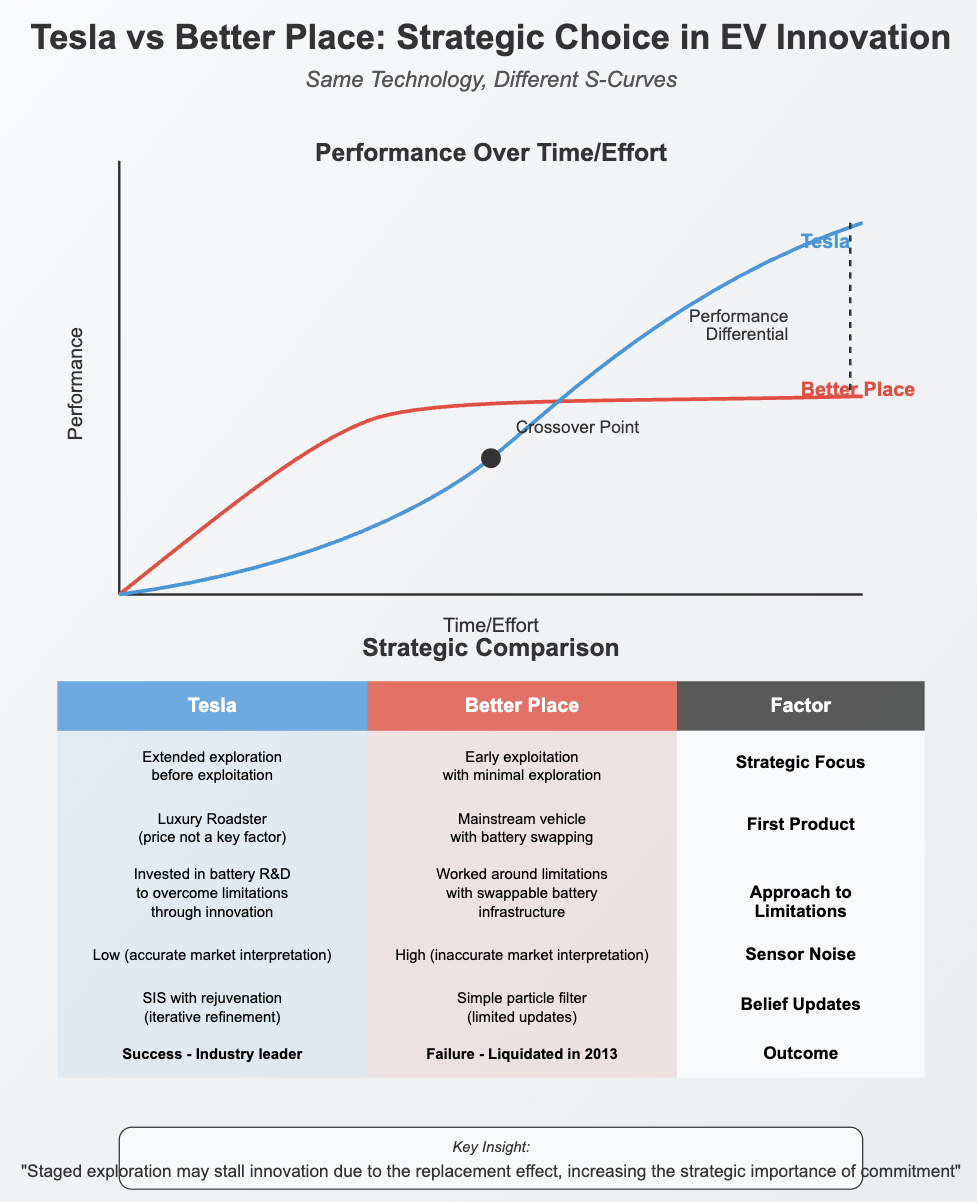 Tesla vs Better Place: Strategic Choice in EV Innovation
Same Technology, Different S-Curves
Performance Over Time/Effort
Tesla
Performance
Differential
Performance
Better Place
Crossover Point
Time/Effort
Strategic Comparison
Tesla
Better Place
Factor
Extended exploration
before exploitation
Early exploitation
with minimal exploration
Strategic Focus
Luxury Roadster
(price not a key factor)
Mainstream vehicle
with battery swapping
First Product
Invested in battery R&D
to overcome limitations
through innovation
Worked around limitations
with swappable battery
infrastructure
Approach to
Limitations
Low (accurate market interpretation)
High (inaccurate market interpretation)
Sensor Noise
SIS with rejuvenation
(iterative refinement)
Simple particle filter
(limited updates)
Belief Updates
Success - Industry leader
Failure - Liquidated in 2013
Outcome
Key Insight:
"Staged exploration may stall innovation due to the replacement effect, increasing the strategic importance of commitment"